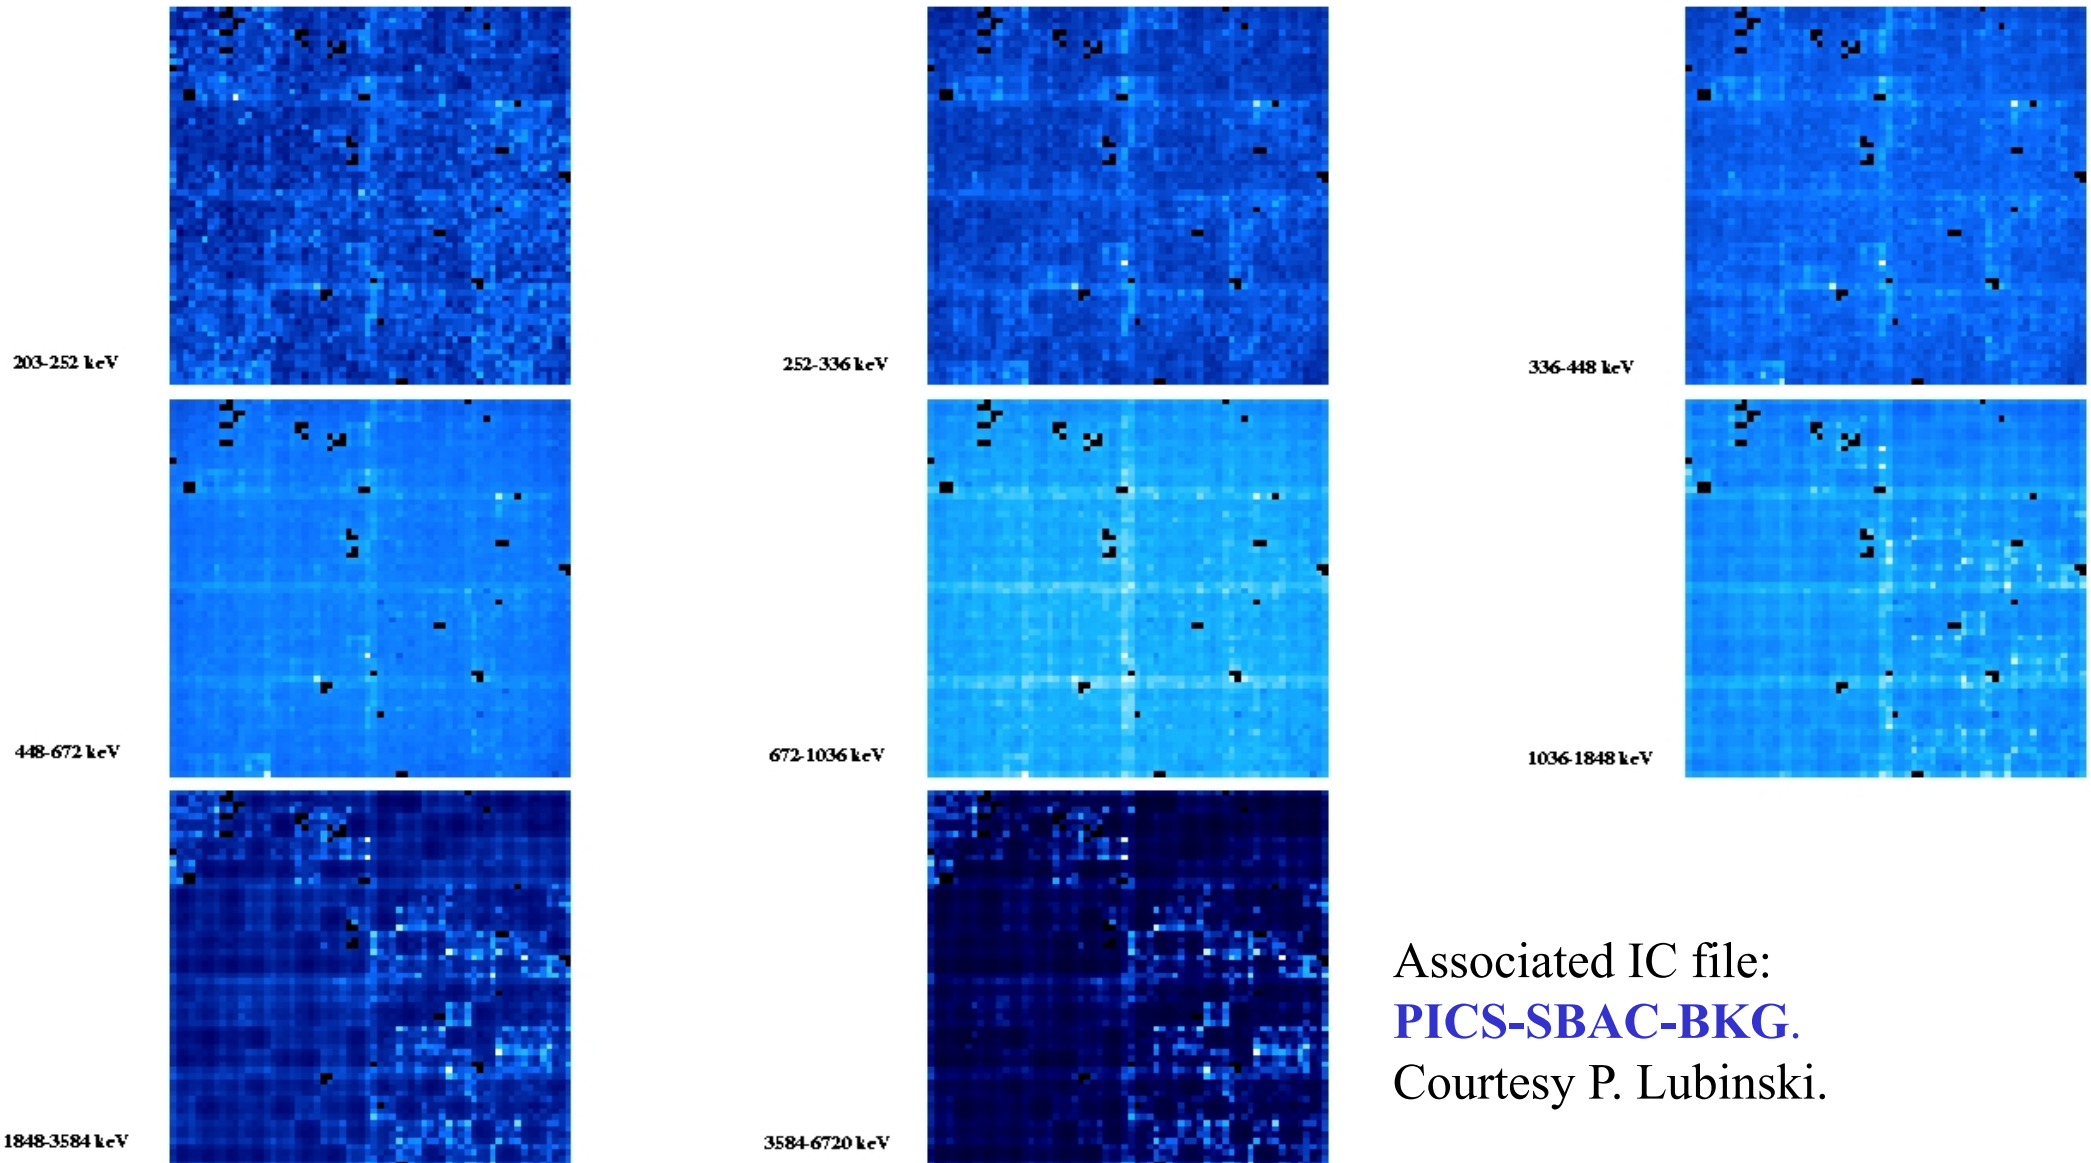 203-252 keV
252-336 keV
336-448 keV
448-672 keV
672-1036 keV
1036-1848 keV
1848-3584 keV
3584-6720 keV
Associated IC file:
PICS-SBAC-BKG.
Courtesy P. Lubinski.